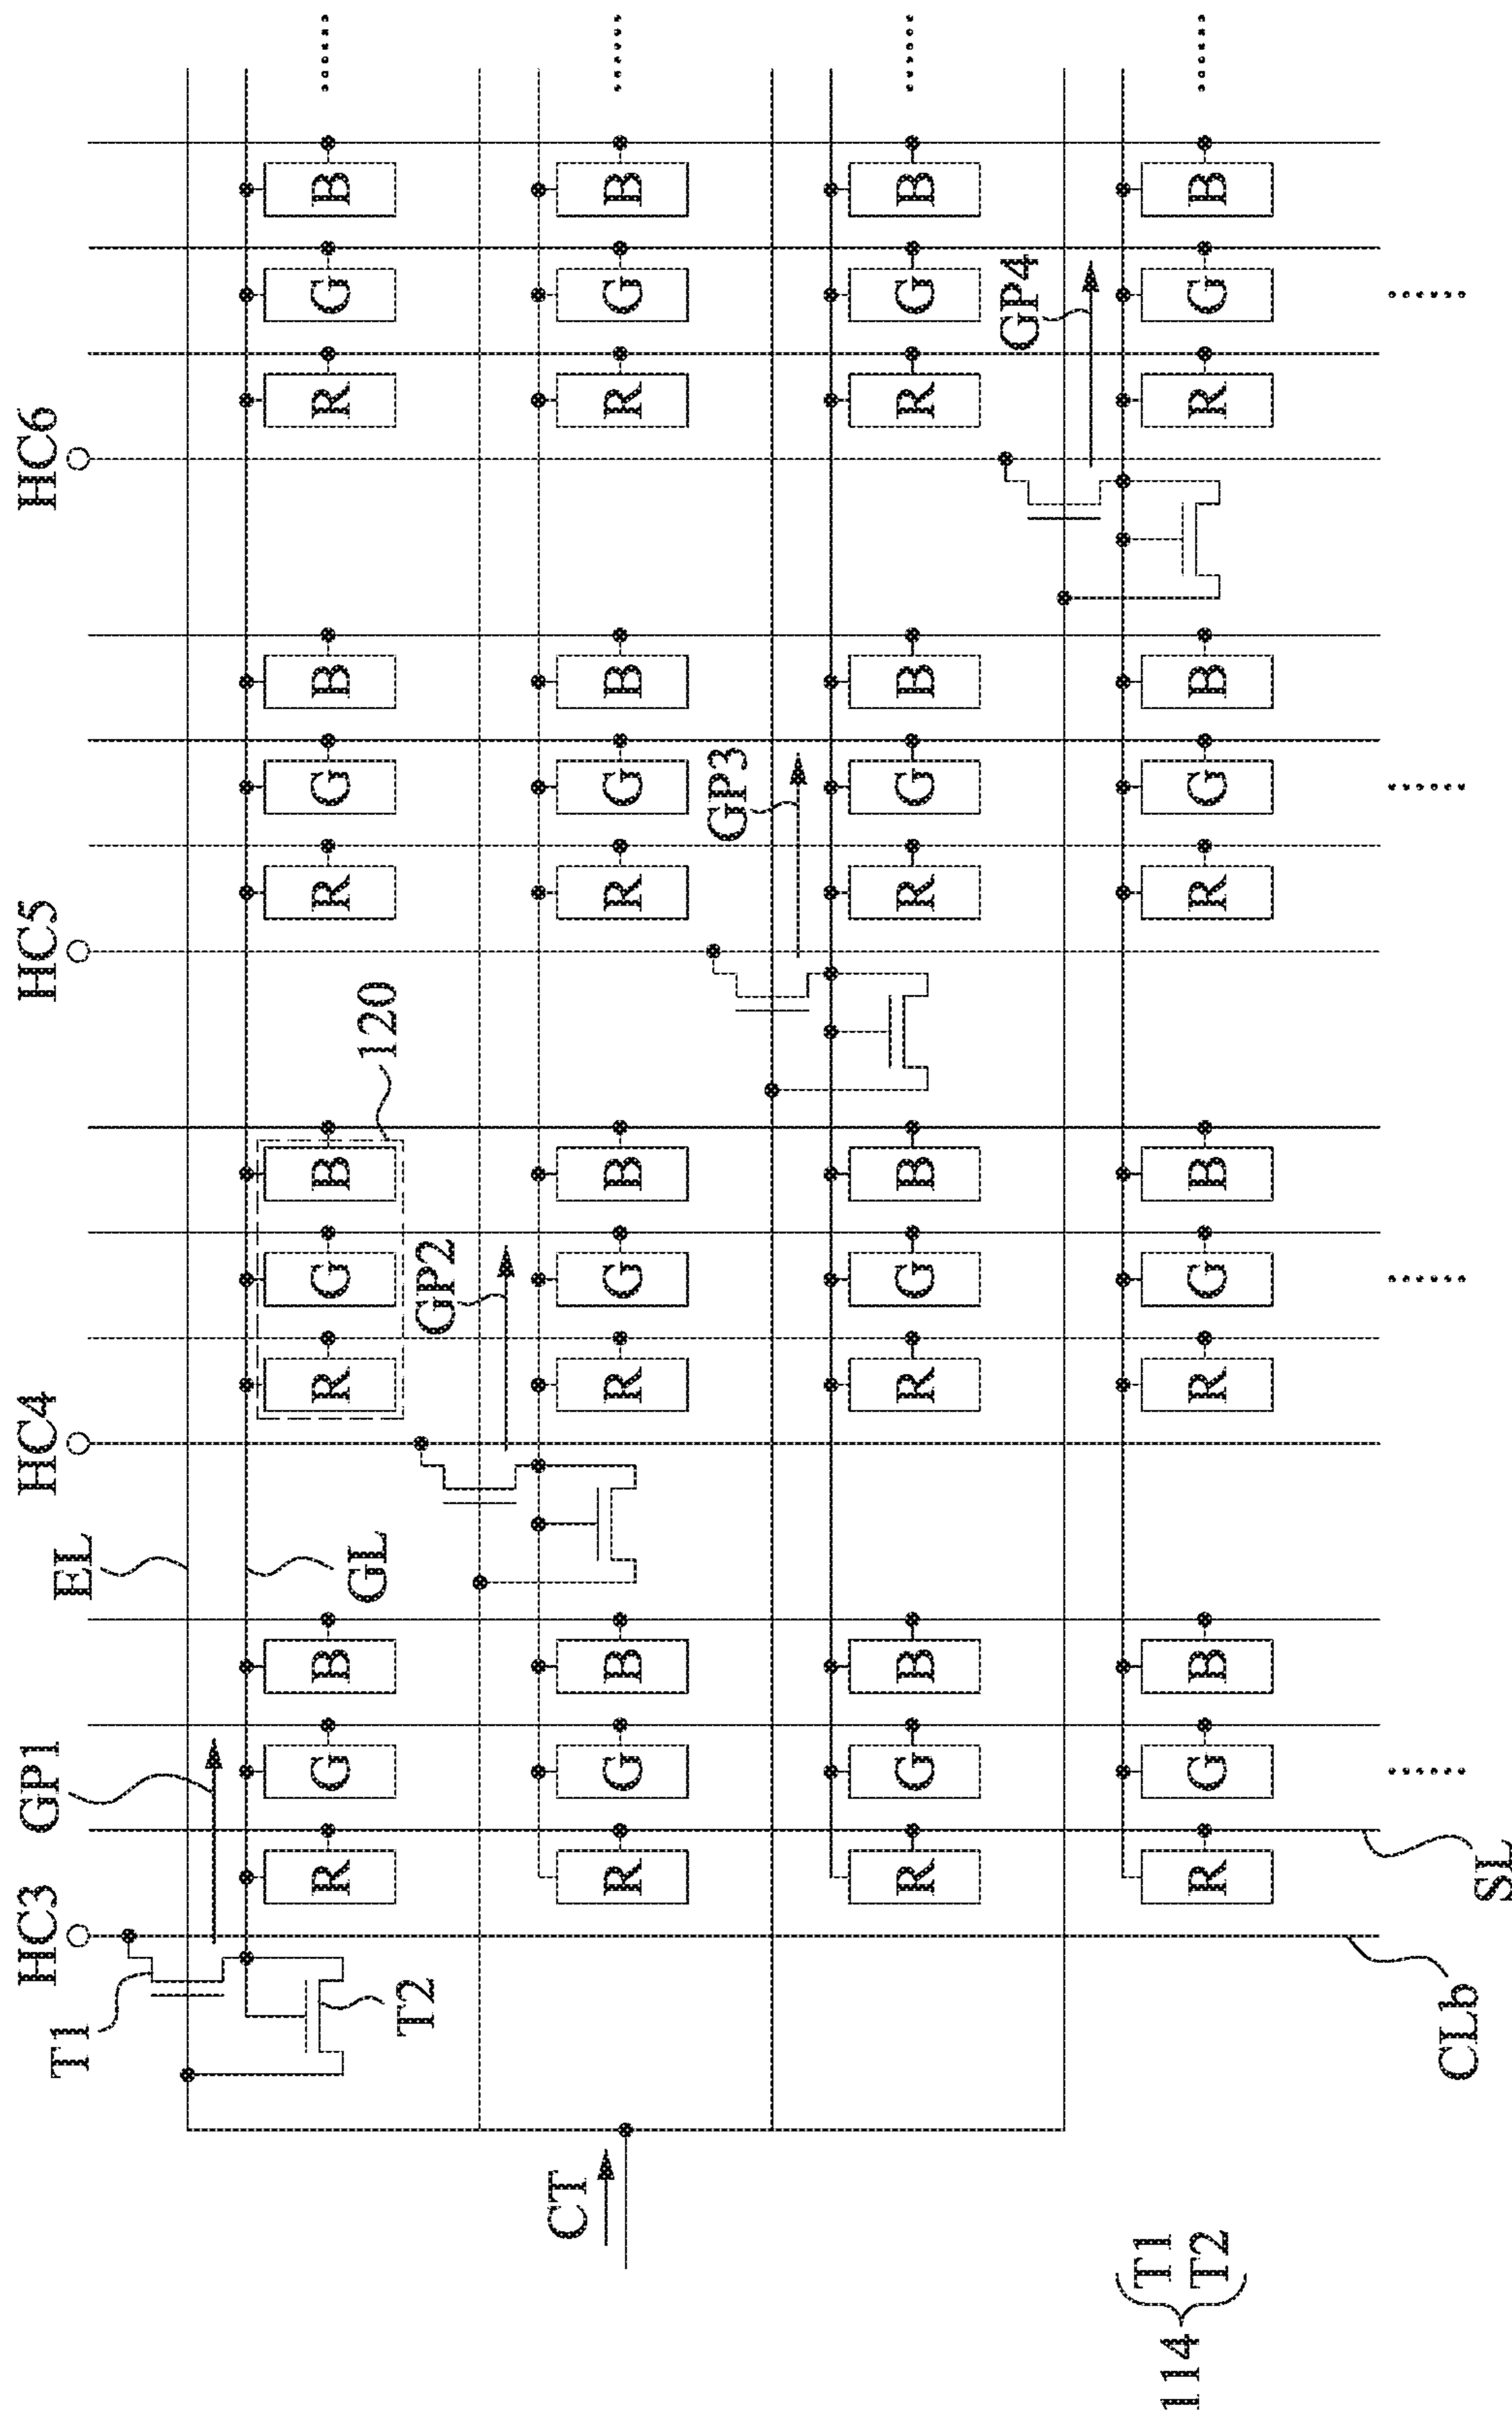 HC3
HC4
HC5
HC6
GP1
EL
T1
GL
120
R G B R G B R G B R G B
T2
GP2
CT
R G B R G B R G B R G B
GP3
R G B R G B R G B R G B
GP4
R G B R G B R G B R G B
114
T1
T2
CLb
SL